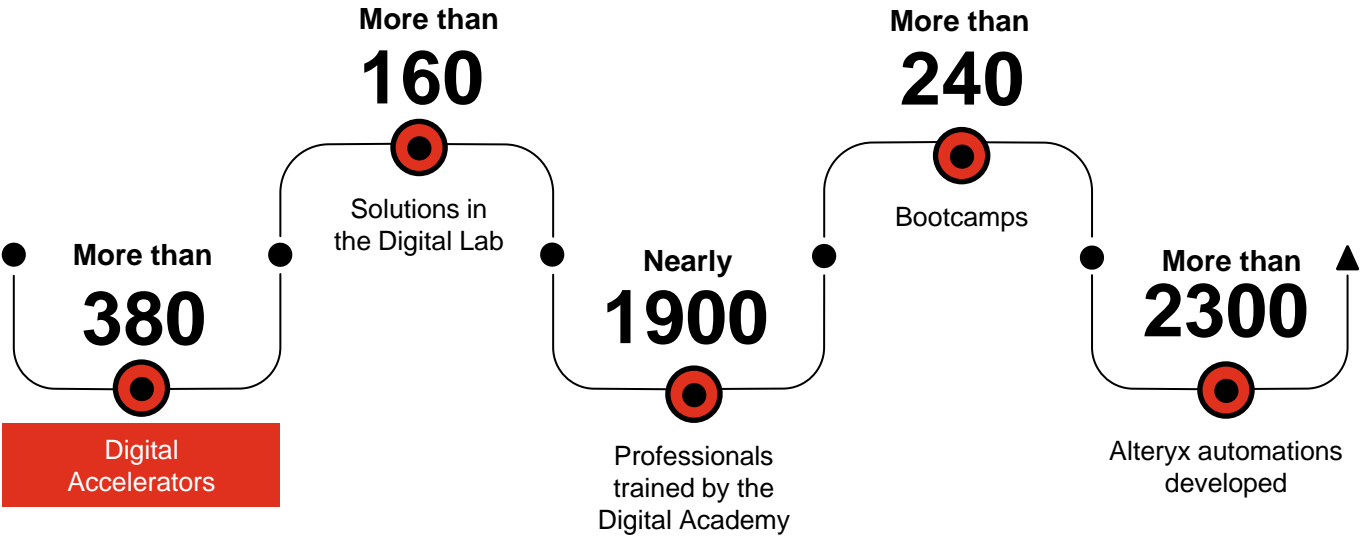 More than
380
Digital
Accelerators
More than
160
Solutions in
the Digital Lab
Nearly
1900
Professionals
trained by the
Digital Academy
More than
240
Bootcamps
More than
2300
Alteryx automations
developed